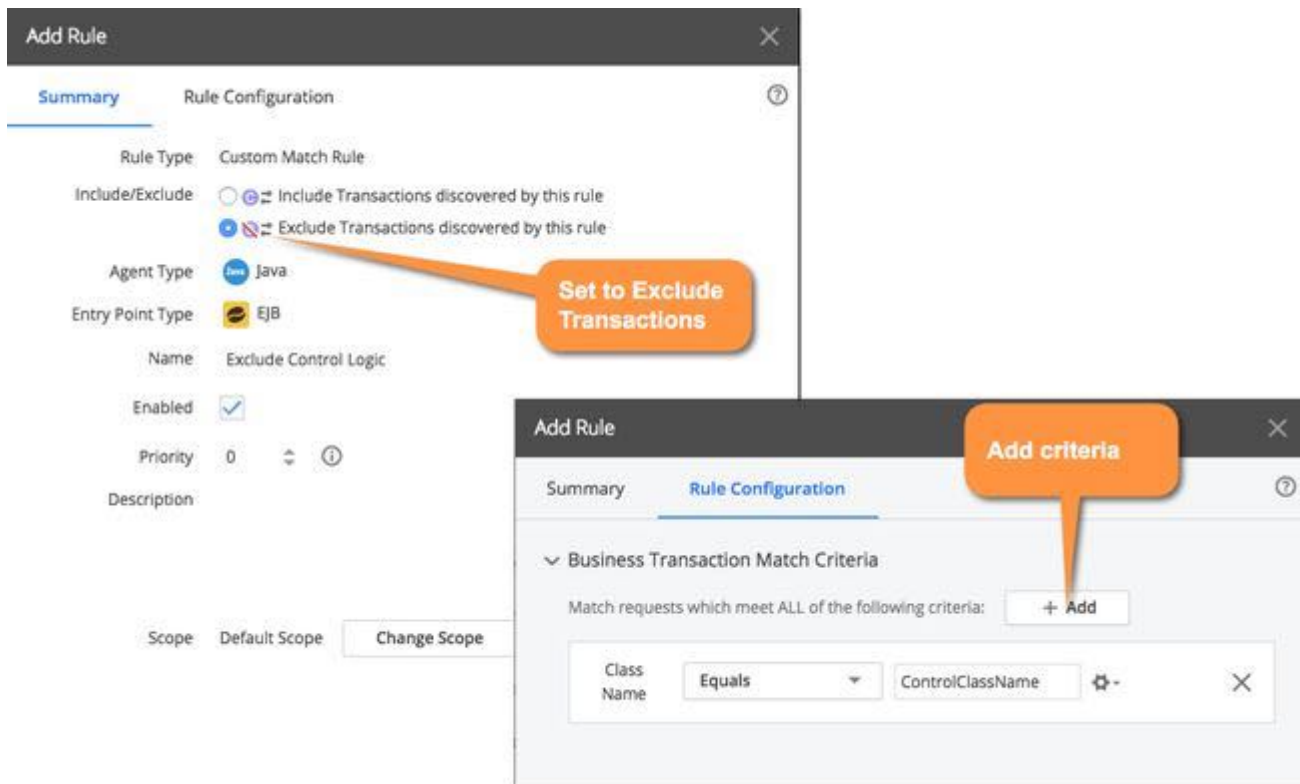 Add Rule
Summary Rule Configuration
Rule Type Custom Match Rule
Include/Exclude Include Transactions discovered by this rule
Exclude Transactions discovered by this rule
Agent Type Java Java
Entry Point Type EJB
Name Exclude Control Logic
Enabled
Priority 0
Description
Scope Default Scope Change Scope
Set to Exclude
Transactions
Add Rule
Summary Rule Configuration
Add criteria
Business Transaction Match Criteria
Match requests which meet ALL of the following criteria: + Add
Class
Name Equals ControlClassName